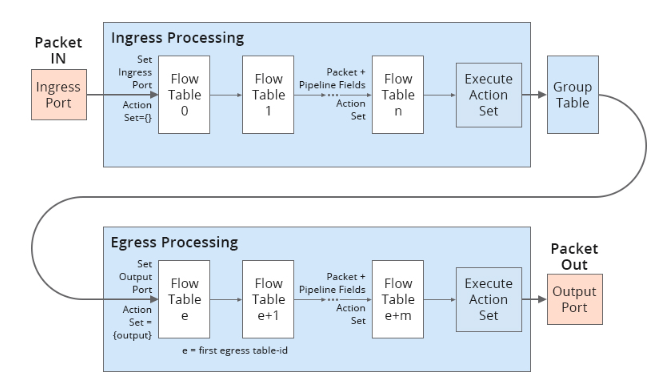 Ingress Processing
Packet
IN
Ingress
Port
Set
Ingress
Port
Action
Set={}
Flow
Table
0
Flow
Table
1
Packet +
Pipeline Fields
Action
Set
Flow
Table
n
Execute
Action
Set
Group
Table
Egress Processing
Set
Output
Port
Action
Set =
{output}
Flow
Table
e
Flow
Table
e+1
Packet +
Pipeline Fields
Action
Set
Flow
Table
e+m
Execute
Action
Set
Packet
Out
Output
Port
e = first egress table-id